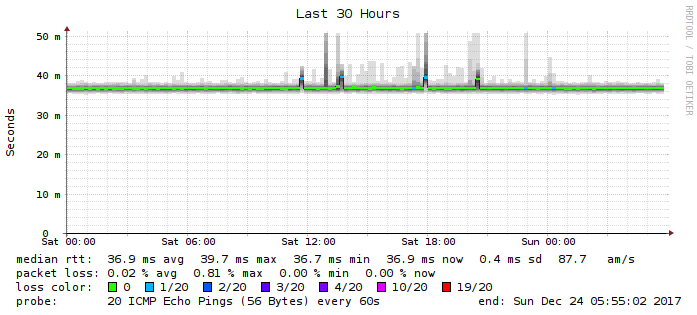 Last 30 Hours
RRDTOOL / TOBI OETIKER
Seconds
50 m
40 m
30 m
20 m
10 m
0
Sat 00:00 Sat 06:00 Sat 12:00 Sat 18:00 Sun 00:00
median rtt: 36.9 ms avg 39.7 ms max 36.7 ms min 36.9 ms now 0.4 ms sd 87.7 am/s
packet loss: 0.02 % avg 0.81 % max 0.00 % min 0.00 % now
loss color: 0 1/20 2/20 3/20 4/20 10/20 19/20
probe: 20 ICMP Echo Pings (56 Bytes) every 60s end: Sun Dec 24 05:55:02 2017